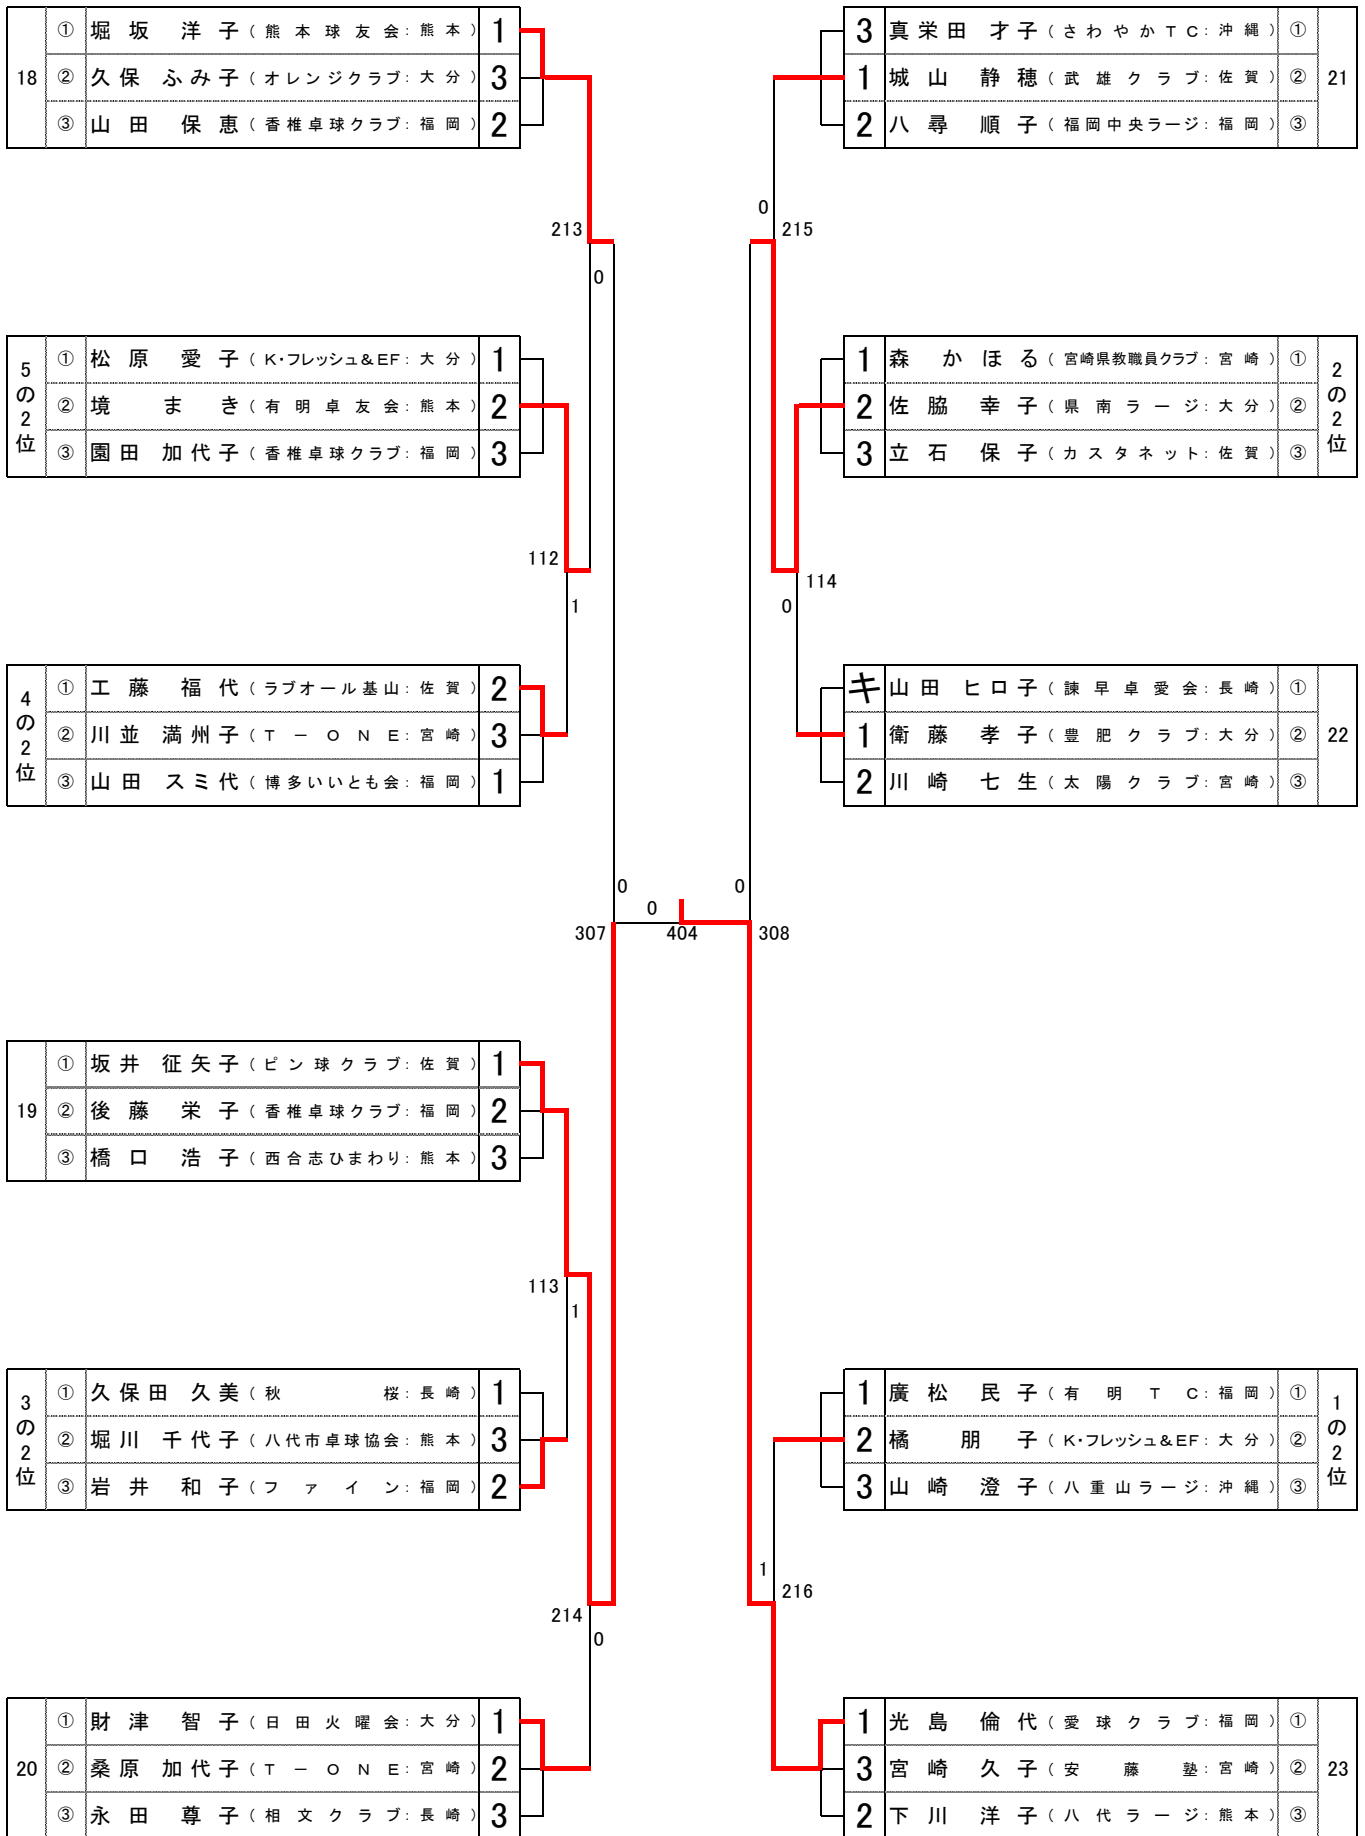 ① 堀坂 洋子 (熊本球友会:熊本) 1
18 ② 久保 ふみ子 (オレンジクラブ:大分) 3
③ 山田 保恵 (香椎卓球クラブ:福岡) 2
3 真栄田 才子 (さわやかTC:沖縄) ①
1 城山 静穂 (武雄クラブ:佐賀) ② 21
2 八尋 順子 (福岡中央ラージ:福岡) ③
0
213
215
0
5の2位
① 松原 愛子 (K・フレッシュ&EF:大分) 1
② 境 まき (有明卓友会:熊本) 2
③ 園田 加代子 (香椎卓球クラブ:福岡) 3
1 森 かほる (宮崎県教職員クラブ:宮崎) ①
2 佐脇 幸子 (県南ラージ:大分) ②
3 立石 保子 (カスタネット:佐賀) ③
2の2位
112
114
1
0
4の2位
① 工藤 福代 (ラブオール基山:佐賀) 2
② 川並 満州子 (T-ONE:宮崎) 3
③ 山田 スミ代 (博多いいとも会:福岡) 1
キ 山田 ヒロ子 (諫早卓愛会:長崎) ①
1 衛藤 孝子 (豊肥クラブ:大分) ② 22
2 川崎 七生 (太陽クラブ:宮崎) ③
0
0
0
307
404
308
① 坂井 征矢子 (ピン球クラブ:佐賀) 1
19 ② 後藤 栄子 (香椎卓球クラブ:福岡) 2
③ 橋口 浩子 (西合志ひまわり:熊本) 3
113
1
3の2位
① 久保田 久美 (秋桜:長崎) 1
② 堀川 千代子 (八代市卓球協会:熊本) 3
③ 岩井 和子 (ファイン:福岡) 2
1 廣松 民子 (有明TC:福岡) ①
2 橘 朋子 (K・フレッシュ&EF:大分) ②
3 山崎 澄子 (八重山ラージ:沖縄) ③
1の2位
1
216
214
0
① 財津 智子 (日田火曜会:大分) 1
20 ② 桑原 加代子 (T-ONE:宮崎) 2
③ 永田 尊子 (相文クラブ:長崎) 3
1 光島 倫代 (愛球クラブ:福岡) ①
3 宮崎 久子 (安藤塾:宮崎) ② 23
2 下川 洋子 (八代ラージ:熊本) ③